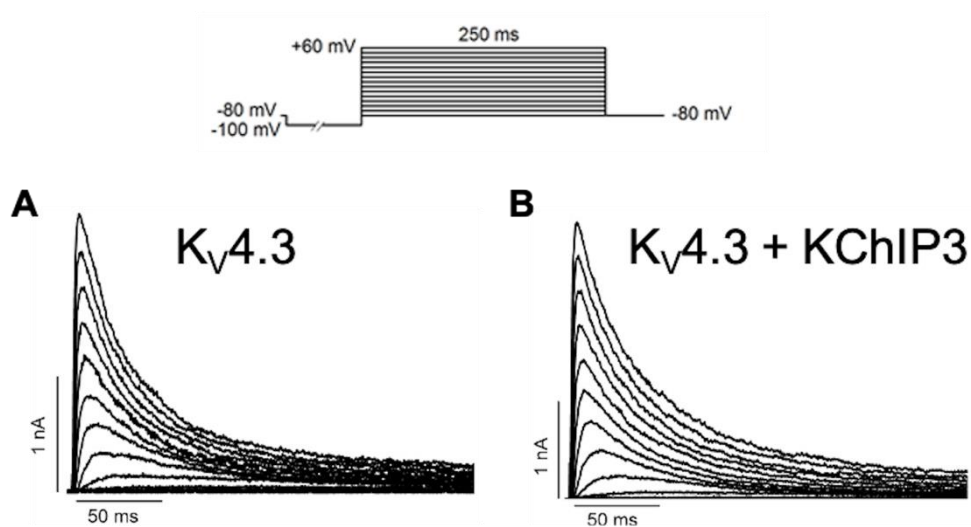 250 ms
+60 mV
-80 mV
-100 mV
-80 mV
A
KV4.3
1 nA
50 ms
B
KV4.3 + KChIP3
1 nA
50 ms